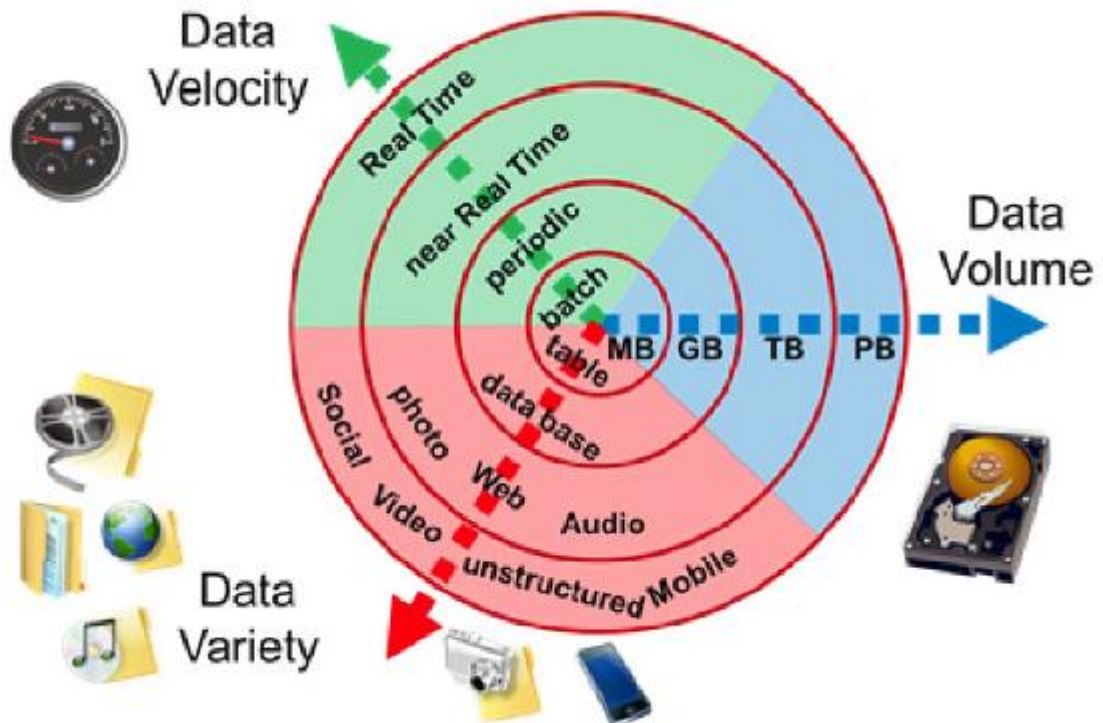 Data
Velocity
Real Time
near Real Time
periodic
batch
Data
Volume
MB GB TB PB
table
data base
photo
Web
Audio
Social
Video
unstructured
Mobile
Data
Variety